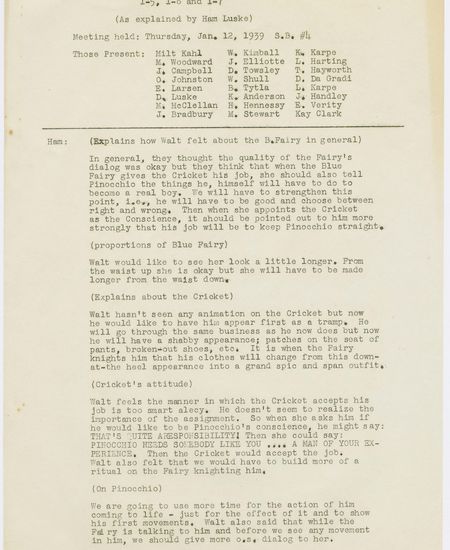 1-5, 1-6 and 1-7
(As explained by Ham Luske)
Meeting held: Thursday, Jan. 12, 1939 S.B. #4
Those Present: Milt Kahl W. Kimball K. Karpe
M. Woodward J. Elliotte L. Harting
J. Campbell D. Towsley T. Hayworth
O. Johnston W. Shull D. Da Gradi
E. Larsen B. Tytla L. Karpe
D. Luske K. Anderson J. Handley
M. McClellan H. Hennesy E. Verity
J. Bradbury M. Stewart Kay Clark
Ham: (Explains how Walt felt about the B.Fairy in general)
In general, they thought the quality of the Fairy's
dialog was okay but they think that when the Blue
Fairy gives the Cricket his job, she should also tell
Pinocchio the things he, himself will have to do to
become a real boy. We will have to strengthen this
point, i.e., he will have to be good and choose between
right and wrong. Then when she appoints the Cricket
as the Conscience, it should be pointed out to him more
strongly that his job will be to keep Pinocchio straight.
(proportions of Blue Fairy)
Walt would like to see her look a little longer. From
the waist up she is okay but she will have to be made
longer from the waist down.
(Explains about the Cricket)
Walt hasn't seen any animation on the Cricket but now
he would like to have him appear first as a tramp. He
will go through the same business as he now does but now
he will have a shabby appearance; patches on the seat of
pants, broken-out shoes, etc. It is when the Fairy
knights him that his clothes will change from this down-
at-the heel appearance into a grand spic and span outfit.
(Cricket's attitude)
Walt feels the manner in which the Cricket accepts his
job is too smart alecy. He doesn't seem to realize the
importance of the assignment. So when she asks him if
he would like to be Pinocchio's conscience, he might say:
THAT'S QUITE ARESPONSIBILITY! Then she could say:
PINOCCHIO NEEDS SOMEBODY LIKE YOU .... A MAN OF YOUR EX-
PERIENCE. Then the Cricket would accept the job.
Walt also felt that we would have to build more of a
ritual on the Fairy knighting him.
(On Pinocchio)
We are going to use more time for the action of him
coming to life - just for the effect of it and to show
his first movements. Walt also said that while the
Fairy is talking to him and before we see any movement
in him, we should give more o.s. dialog to her.